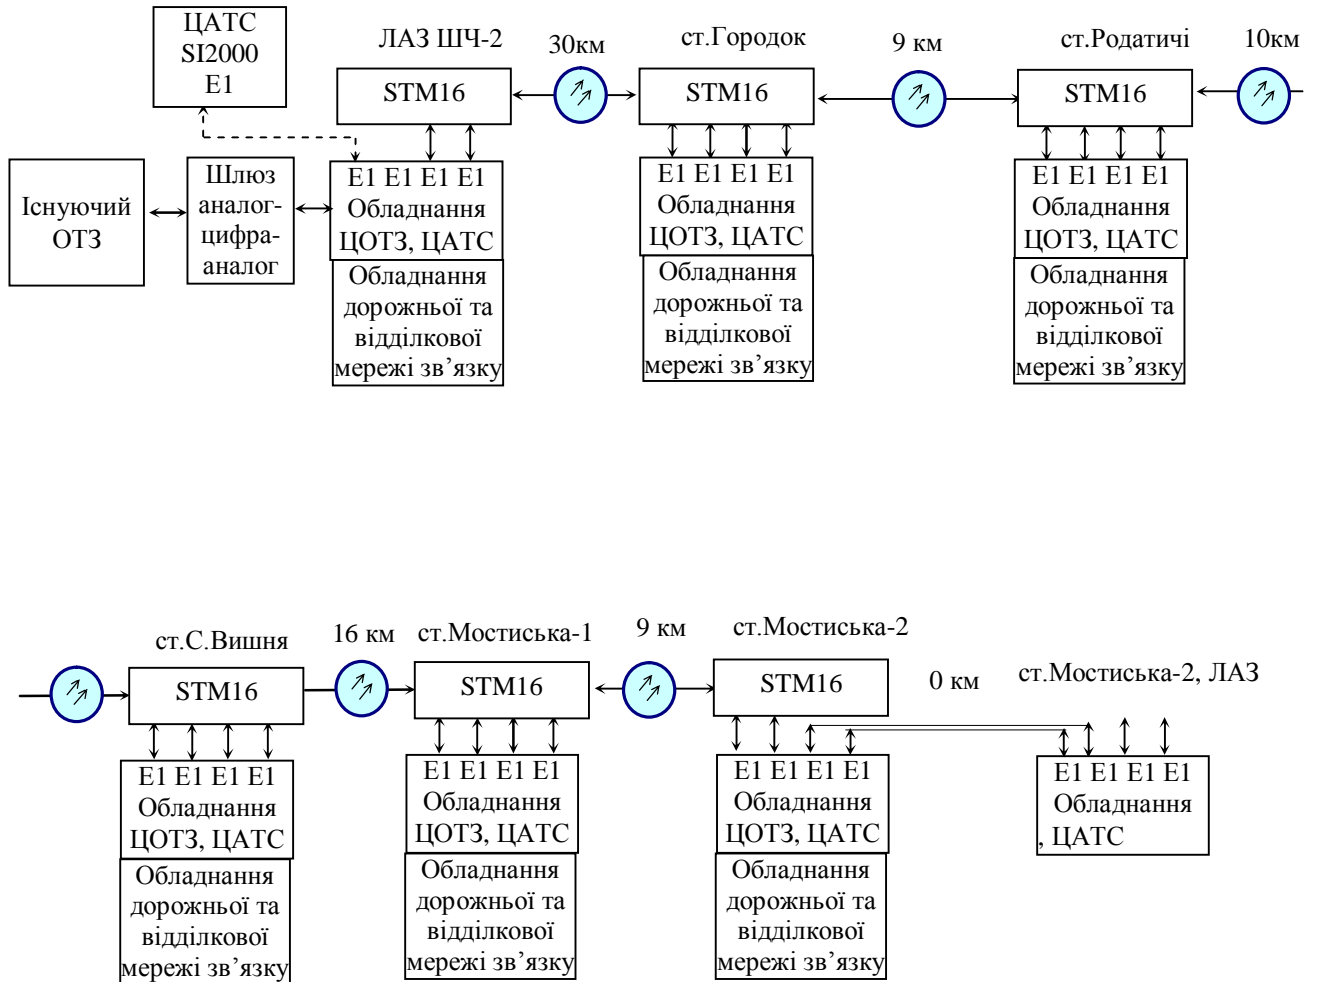 ЦАТС
SI2000
E1
ЛАЗ ШЧ-2
30км
ст.Городок
9 км
ст.Родатичі
10км
STM16
STM16
STM16
Існуючий
ОТЗ
Шлюз
аналог-
цифра-
аналог
E1 E1 E1 E1
Обладнання
ЦОТЗ, ЦАТС
Обладнання
дорожньої та
відділкової
мережі зв’язку
E1 E1 E1 E1
Обладнання
ЦОТЗ, ЦАТС
Обладнання
дорожньої та
відділкової
мережі зв’язку
E1 E1 E1 E1
Обладнання
ЦОТЗ, ЦАТС
Обладнання
дорожньої та
відділкової
мережі зв’язку
ст.С.Вишня
16 км
ст.Мостиська-1
9 км
ст.Мостиська-2
0 км
ст.Мостиська-2, ЛАЗ
STM16
STM16
STM16
E1 E1 E1 E1
Обладнання
ЦОТЗ, ЦАТС
Обладнання
дорожньої та
відділкової
мережі зв’язку
E1 E1 E1 E1
Обладнання
ЦОТЗ, ЦАТС
Обладнання
дорожньої та
відділкової
мережі зв’язку
E1 E1 E1 E1
Обладнання
ЦОТЗ, ЦАТС
Обладнання
дорожньої та
відділкової
мережі зв’язку
E1 E1 E1 E1
Обладнання
, ЦАТС